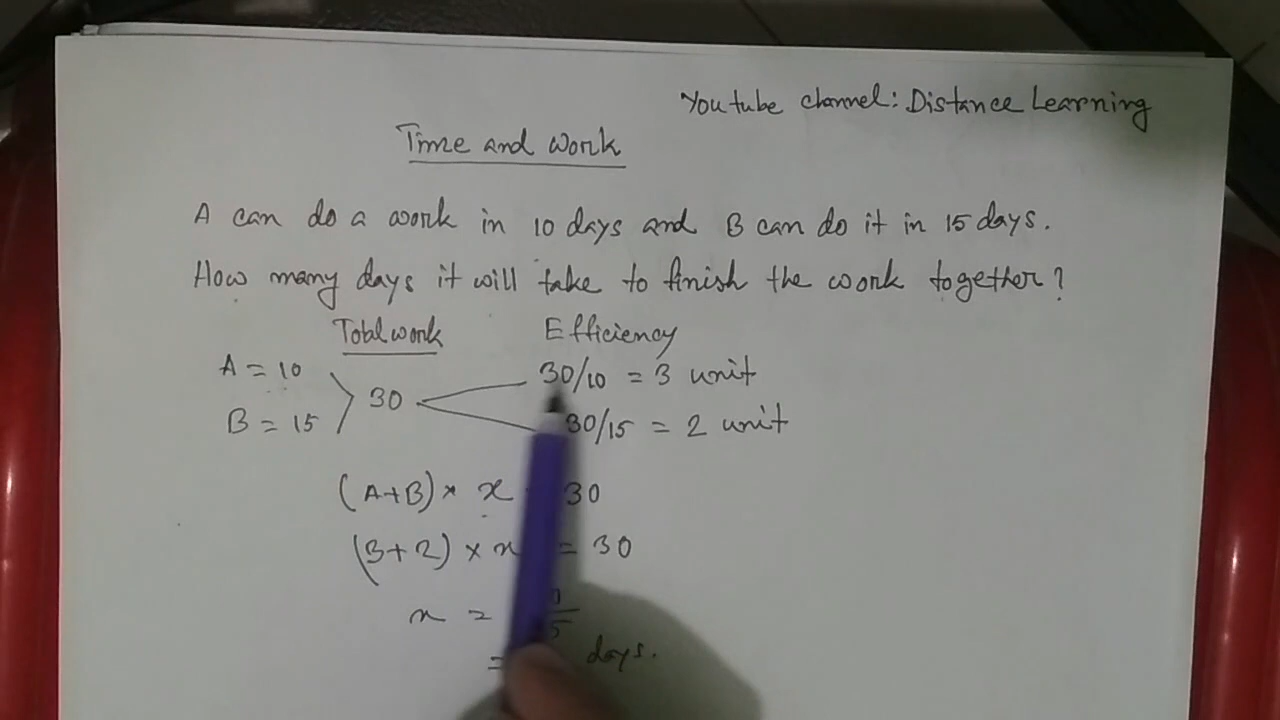 Youtube channel: Distance Learning
Time and Work
A can do a work in 10 days and B can do it in 15 days.
How many days it will take to finish the work together?
Total work Efficiency
A = 10
B = 15
30
30/10 = 3 unit
30/15 = 2 unit
(A+B) × x 30
(3+2) × x = 30
x =
5
= days.